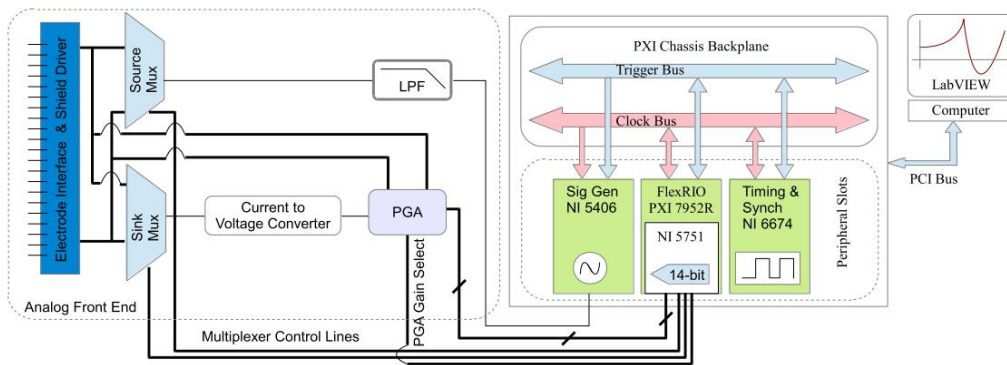 Electrode Interface & Shield Driver
Source
Mux
LPF
Sink
Mux
Current to
Voltage Converter
PGA
PGA Gain Select
Analog Front End
Multiplexer Control Lines
PXI Chassis Backplane
Trigger Bus
Clock Bus
Sig Gen
NI 5406
FlexRIO
PXI 7952R
NI 5751
14-bit
Timing &
Synch
NI 6674
Peripheral Slots
LabVIEW
Computer
PCI Bus